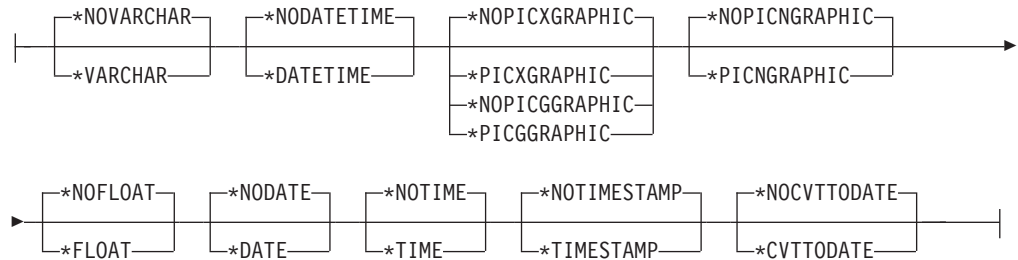 *NOVARCHAR *NODATETIME *NOPICXGRAPHIC *NOPICNGRAPHIC
*VARCHAR *DATETIME *PICXGRAPHIC *PICNGRAPHIC
*NOPICGGRAPHIC
*PICGGRAPHIC
*NOFLOAT *NODATE *NOTIME *NOTIMESTAMP *NOCVTTODATE
*FLOAT *DATE *TIME *TIMESTAMP *CVTTODATE